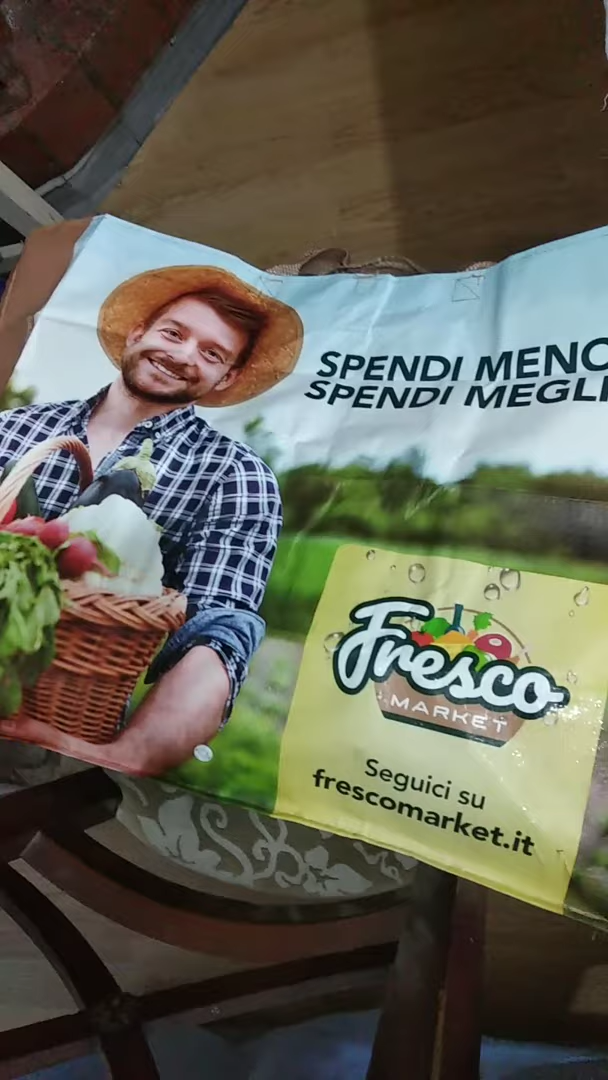 SPENDI MENO
SPENDI MEGLI
Fresco
MARKET
Seguici su
frescomarket.it